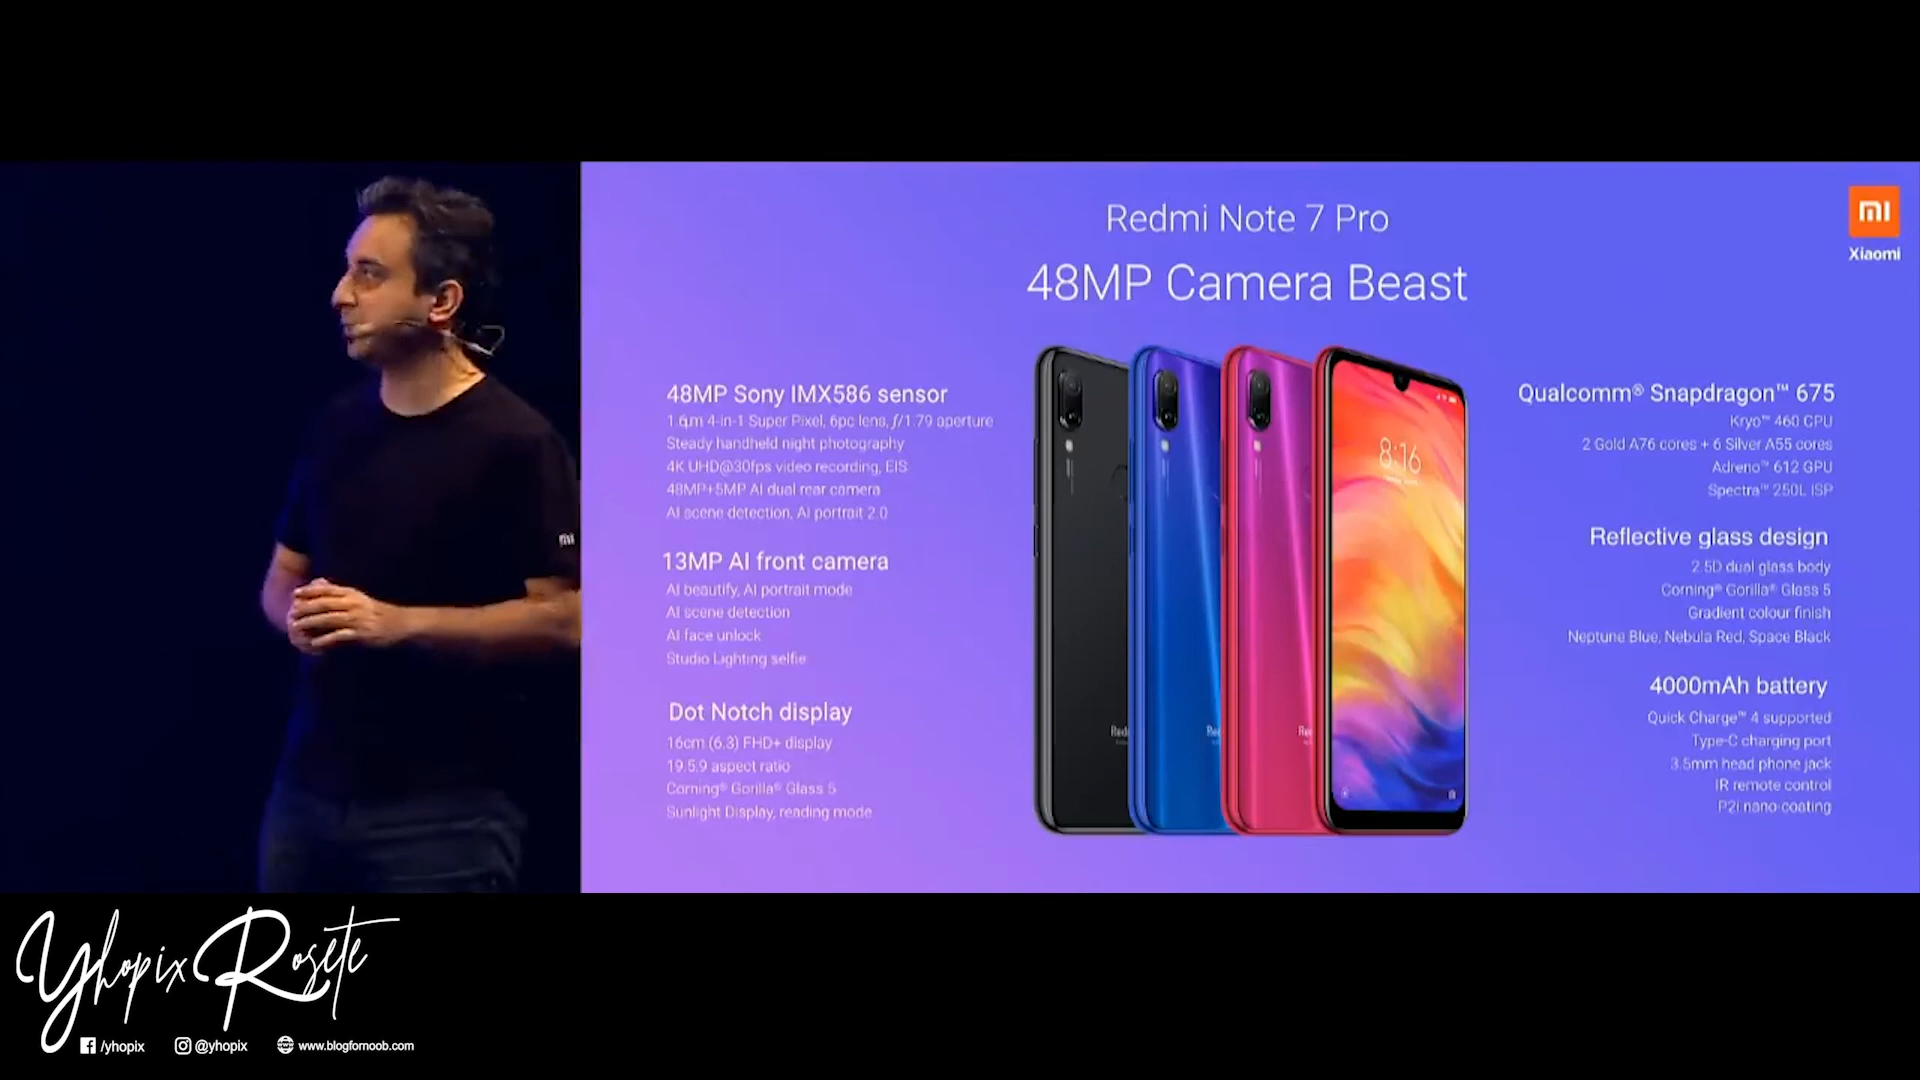 Redmi Note 7 Pro
48MP Camera Beast
mi
Xiaomi
48MP Sony IMX586 sensor
1.6µm 4-in-1 Super Pixel, 6pc lens, ƒ/1.79 aperture
Steady handheld night photography
4K UHD@30fps video recording, EIS
48MP+5MP AI dual rear camera
AI scene detection, AI portrait 2.0
13MP AI front camera
AI beautify, AI portrait mode
AI scene detection
AI face unlock
Studio Lighting selfie
Dot Notch display
16cm (6.3) FHD+ display
19.5:9 aspect ratio
Corning® Gorilla® Glass 5
Sunlight Display, reading mode
8:16
Redm
Re
Re
Qualcomm® Snapdragon™ 675
Kryo™ 460 CPU
2 Gold A76 cores + 6 Silver A55 cores
Adreno™ 612 GPU
Spectra™ 250L ISP
Reflective glass design
2.5D dual glass body
Corning® Gorilla® Glass 5
Gradient colour finish
Neptune Blue, Nebula Red, Space Black
4000mAh battery
Quick Charge™ 4 supported
Type-C charging port
3.5mm head phone jack
IR remote control
P2i nano-coating
mi
Yhopix Rosete
/yhopix
@yhopix
www.blogfornoob.com